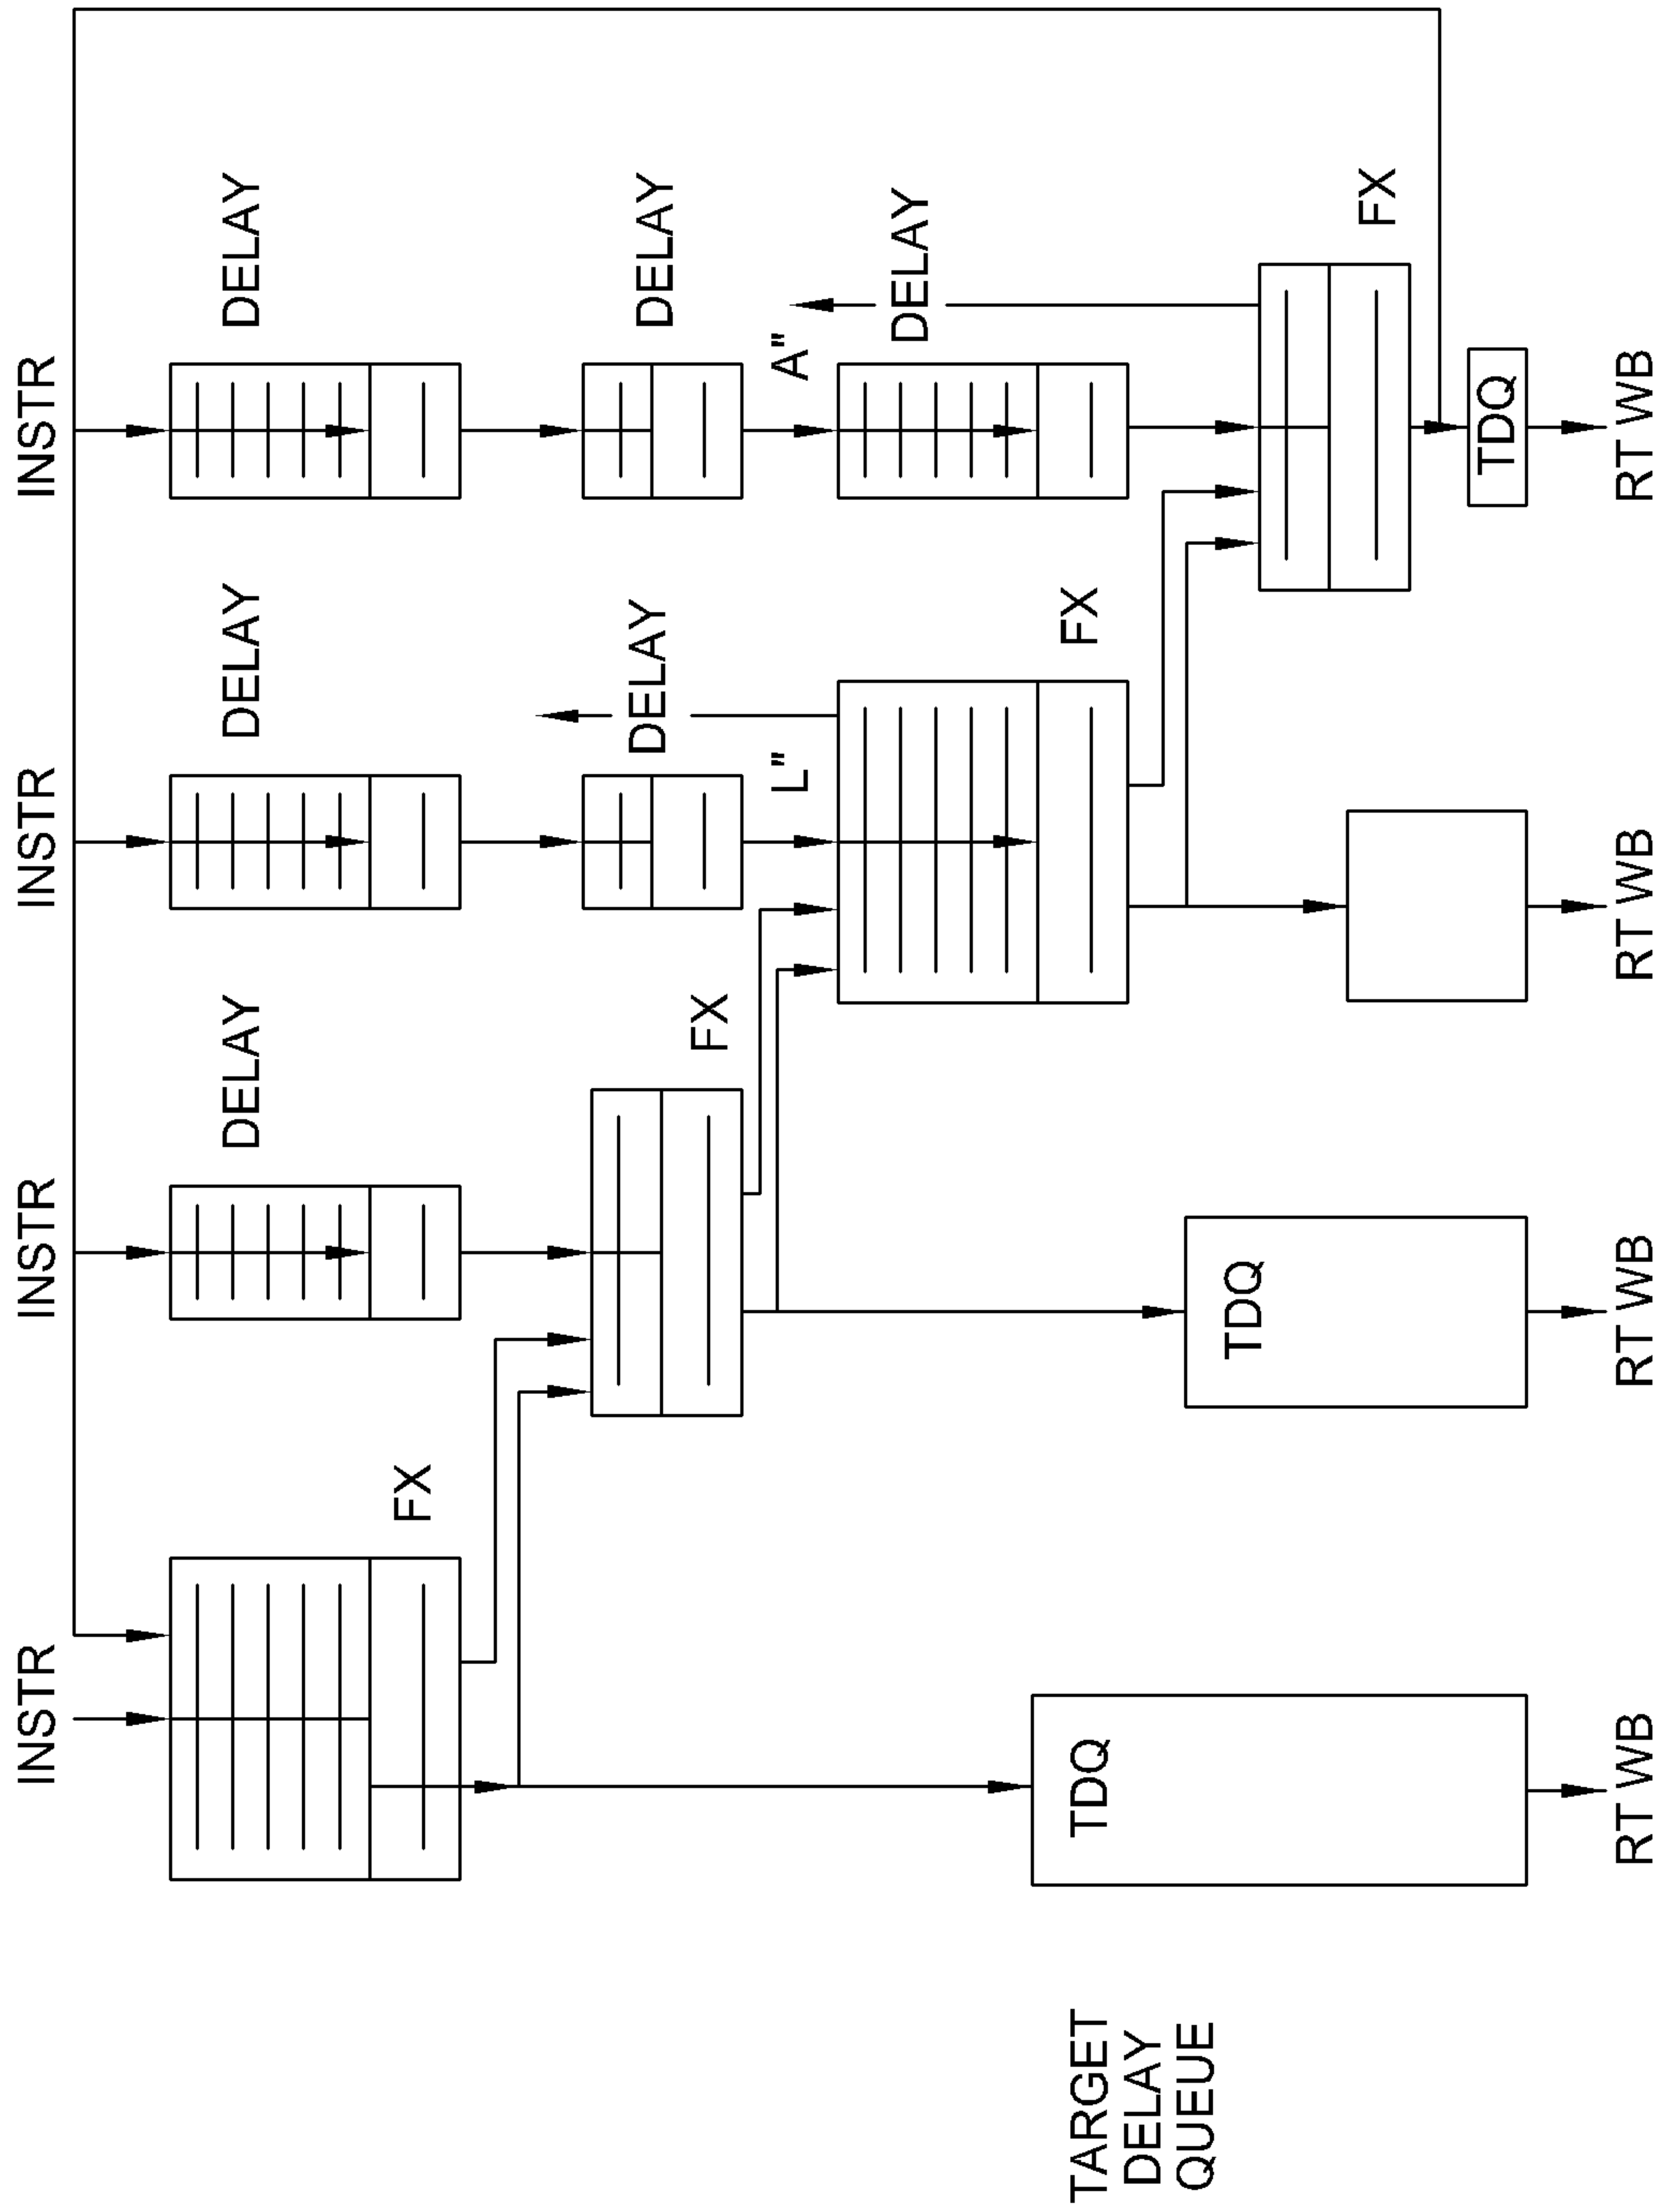 INSTR
INSTR
INSTR
INSTR
DELAY
DELAY
DELAY
FX
DELAY
DELAY
FX
L"
A"
DELAY
FX
FX
TARGET
DELAY
QUEUE
TDQ
TDQ
TDQ
RT WB
RT WB
RT WB
RT WB